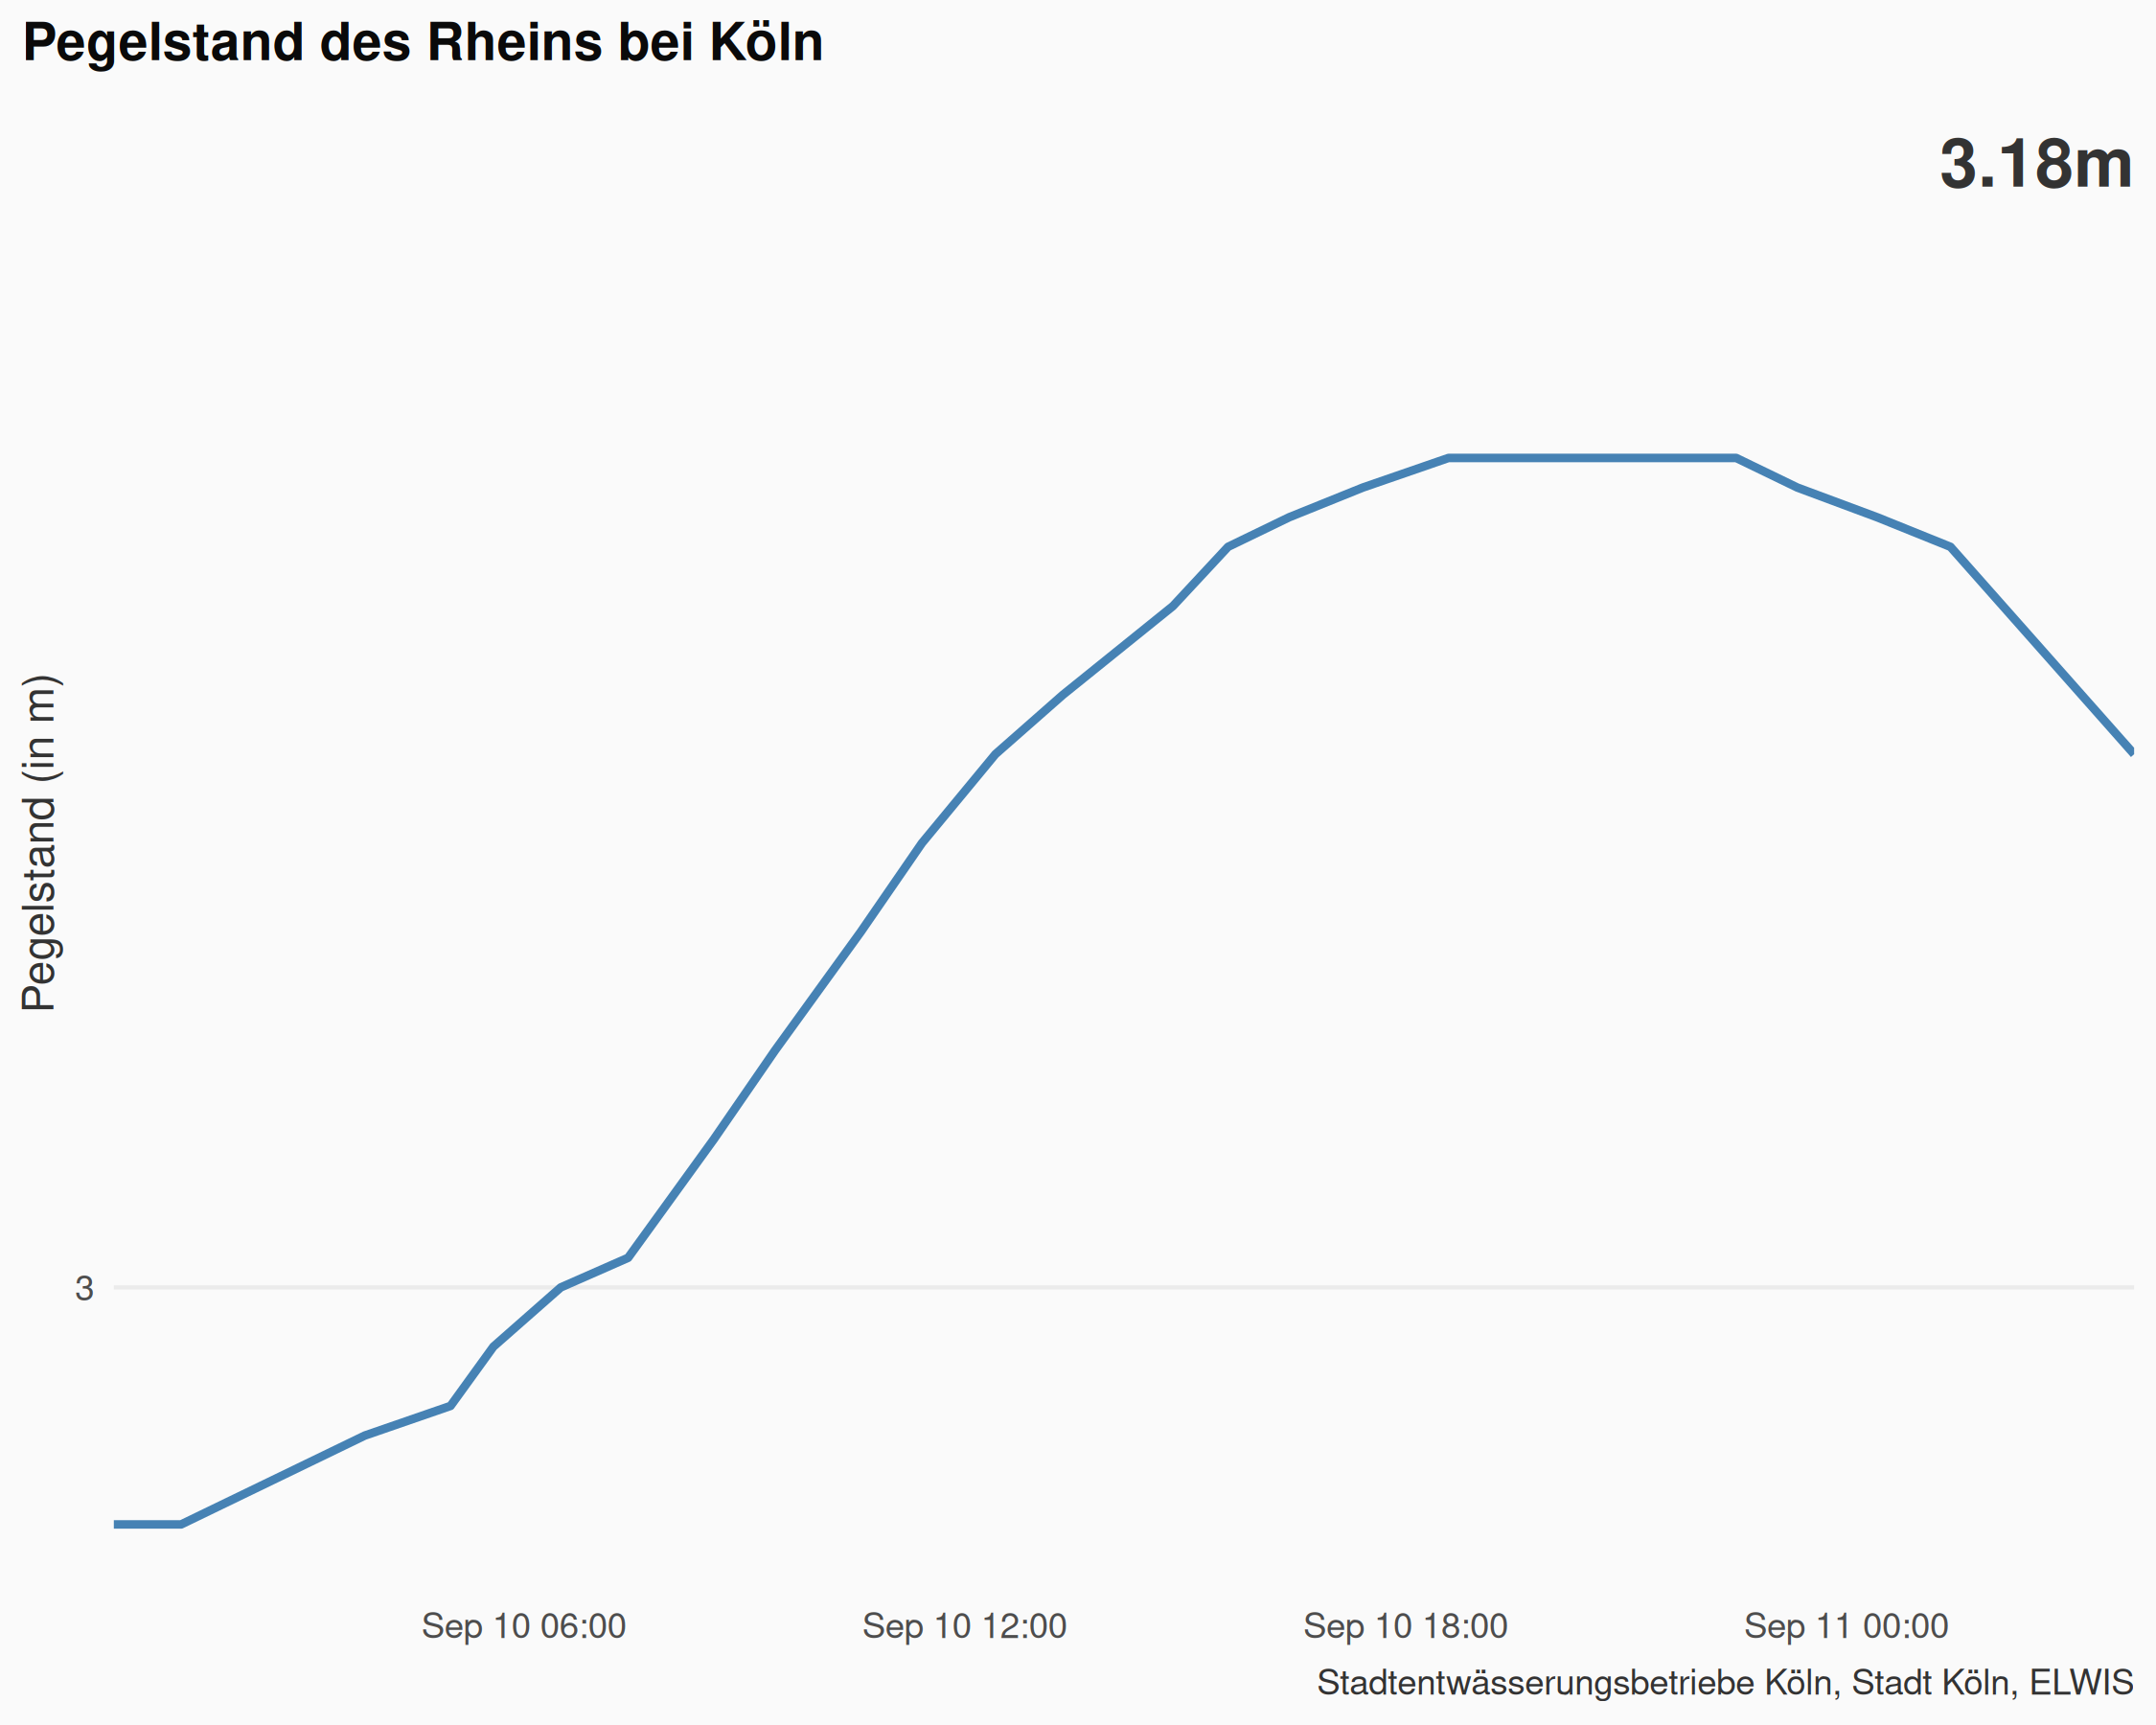 Pegelstand des Rheins bei Köln
3.18m
Pegelstand (in m)
3
Sep 10 06:00
Sep 10 12:00
Sep 10 18:00
Sep 11 00:00
Stadtentwässerungsbetriebe Köln, Stadt Köln, ELWIS